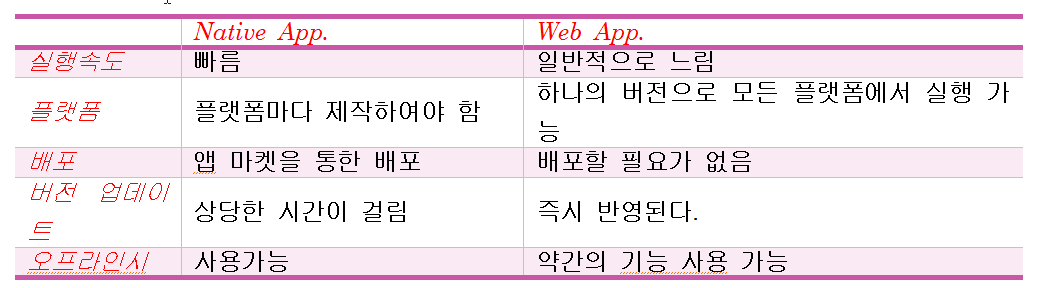 Native App. Web App.
실행속도 빠름 일반적으로 느림
플랫폼 플랫폼마다 제작하여야 함 하나의 버전으로 모든 플랫폼에서 실행 가
능
배포 앱 마켓을 통한 배포 배포할 필요가 없음
버전 업데이
트 상당한 시간이 걸림 즉시 반영된다.
오프라인시 사용가능 약간의 기능 사용 가능